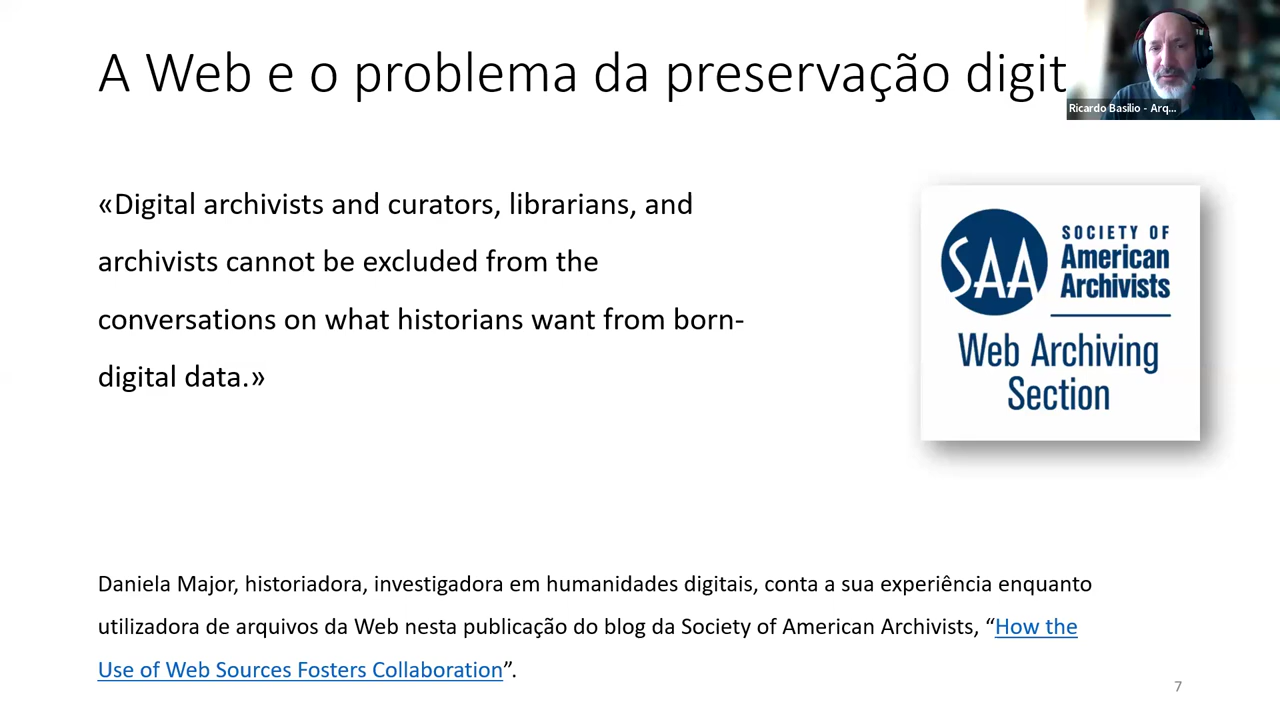 A Web e o problema da preservação digit
Ricardo Basílio - Arq...
«Digital archivists and curators, librarians, and
archivists cannot be excluded from the
conversations on what historians want from born-
digital data.»
SAA
SOCIETY OF
American
Archivists
Web Archiving
Section
Daniela Major, historiadora, investigadora em humanidades digitais, conta a sua experiência enquanto
utilizadora de arquivos da Web nesta publicação do blog da Society of American Archivists, “How the
Use of Web Sources Fosters Collaboration”.
7